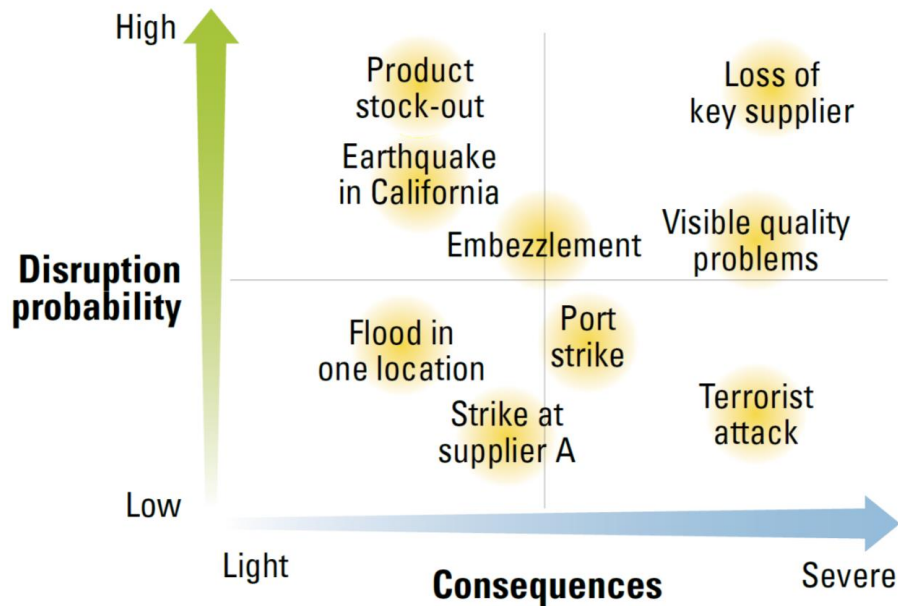 High
Product
stock-out
Loss of
key supplier
Earthquake
in California
Embezzlement
Visible quality
problems
Disruption
probability
Flood in
one location
Port
strike
Strike at
supplier A
Terrorist
attack
Low
Light
Consequences
Severe